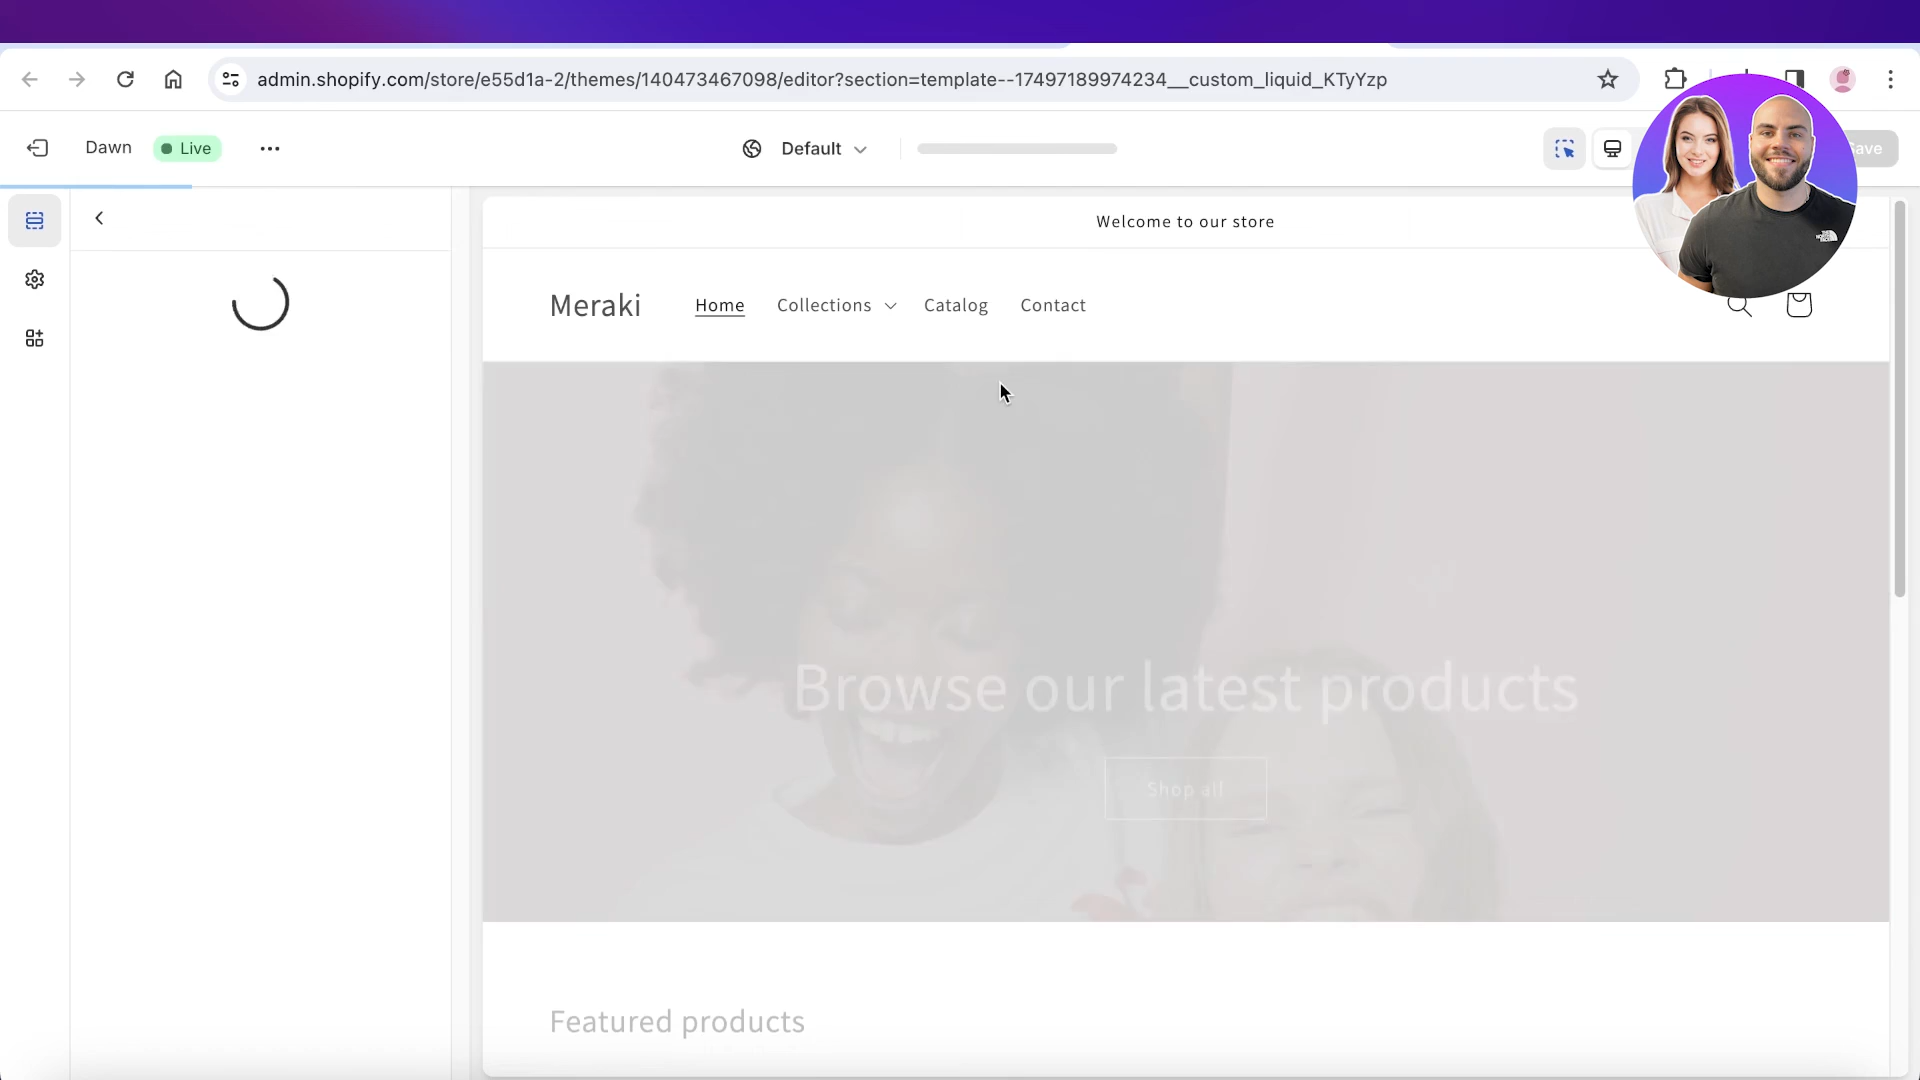 admin.shopify.com/store/e55d1a-2/themes/140473467098/editor?section=template--17497189974234__custom_liquid_KTyYzp
Dawn
Live
Default
Welcome to our store
Meraki
Home
Collections
Catalog
Contact
Browse our latest products
Shop all
Featured products